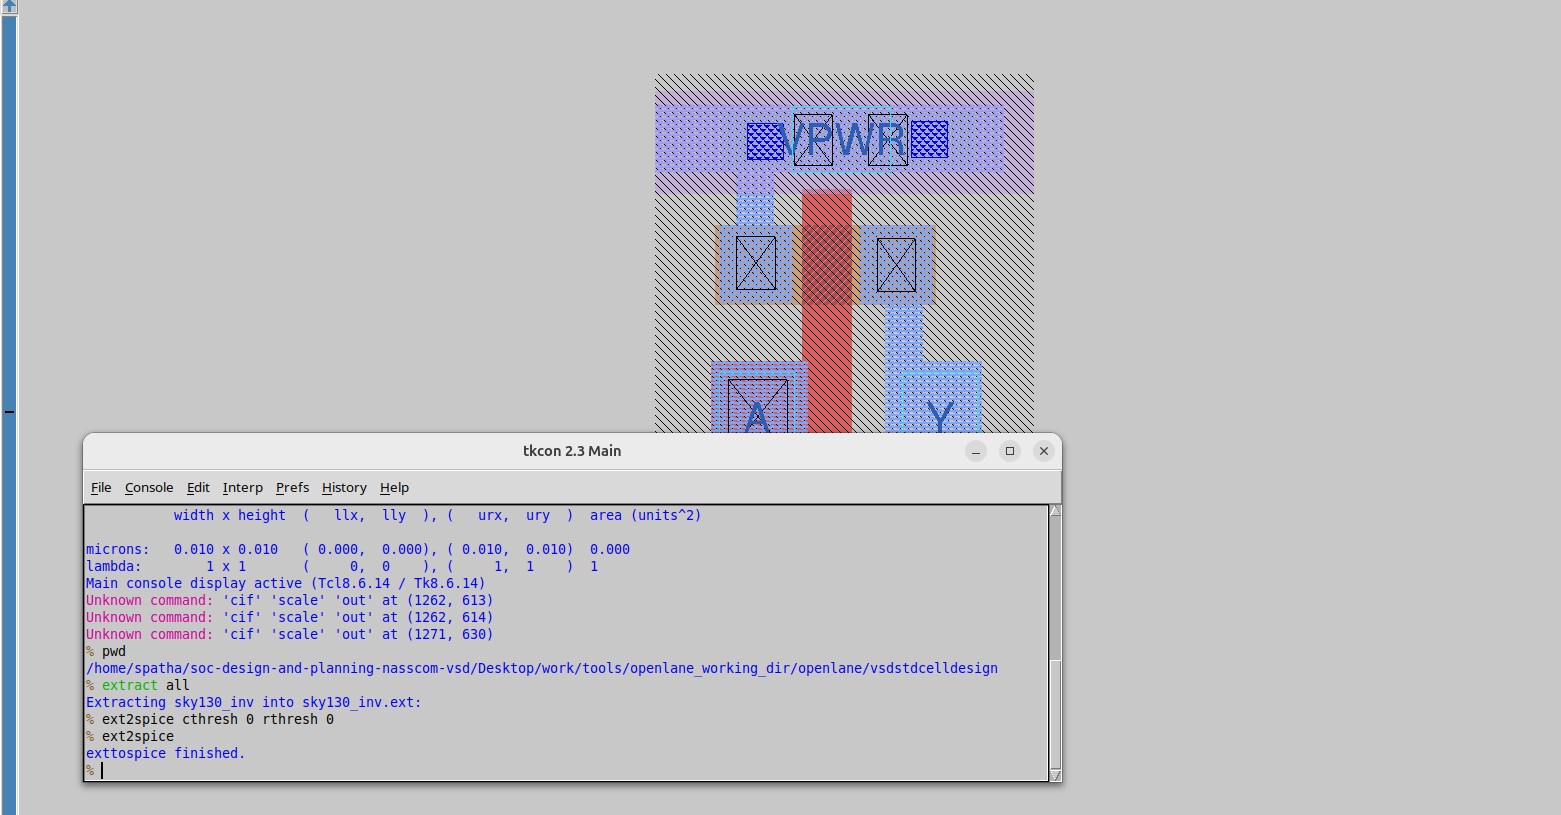 VPWR
A
Y
tkcon 2.3 Main
File Console Edit Interp Prefs History Help
width x height ( llx, lly ), ( urx, ury ) area (units^2)
microns: 0.010 x 0.010 ( 0.000, 0.000), ( 0.010, 0.010) 0.000
lambda: 1 x 1 ( 0, 0 ), ( 1, 1 ) 1
Main console display active (Tcl8.6.14 / Tk8.6.14)
Unknown command: 'cif' 'scale' 'out' at (1262, 613)
Unknown command: 'cif' 'scale' 'out' at (1262, 614)
Unknown command: 'cif' 'scale' 'out' at (1271, 630)
% pwd
/home/spatha/soc-design-and-planning-nasscom-vsd/Desktop/work/tools/openlane_working_dir/openlane/vsdstdcelldesign
% extract all
Extracting sky130_inv into sky130_inv.ext:
% ext2spice cthresh 0 rthresh 0
% ext2spice
exttospice finished.
%